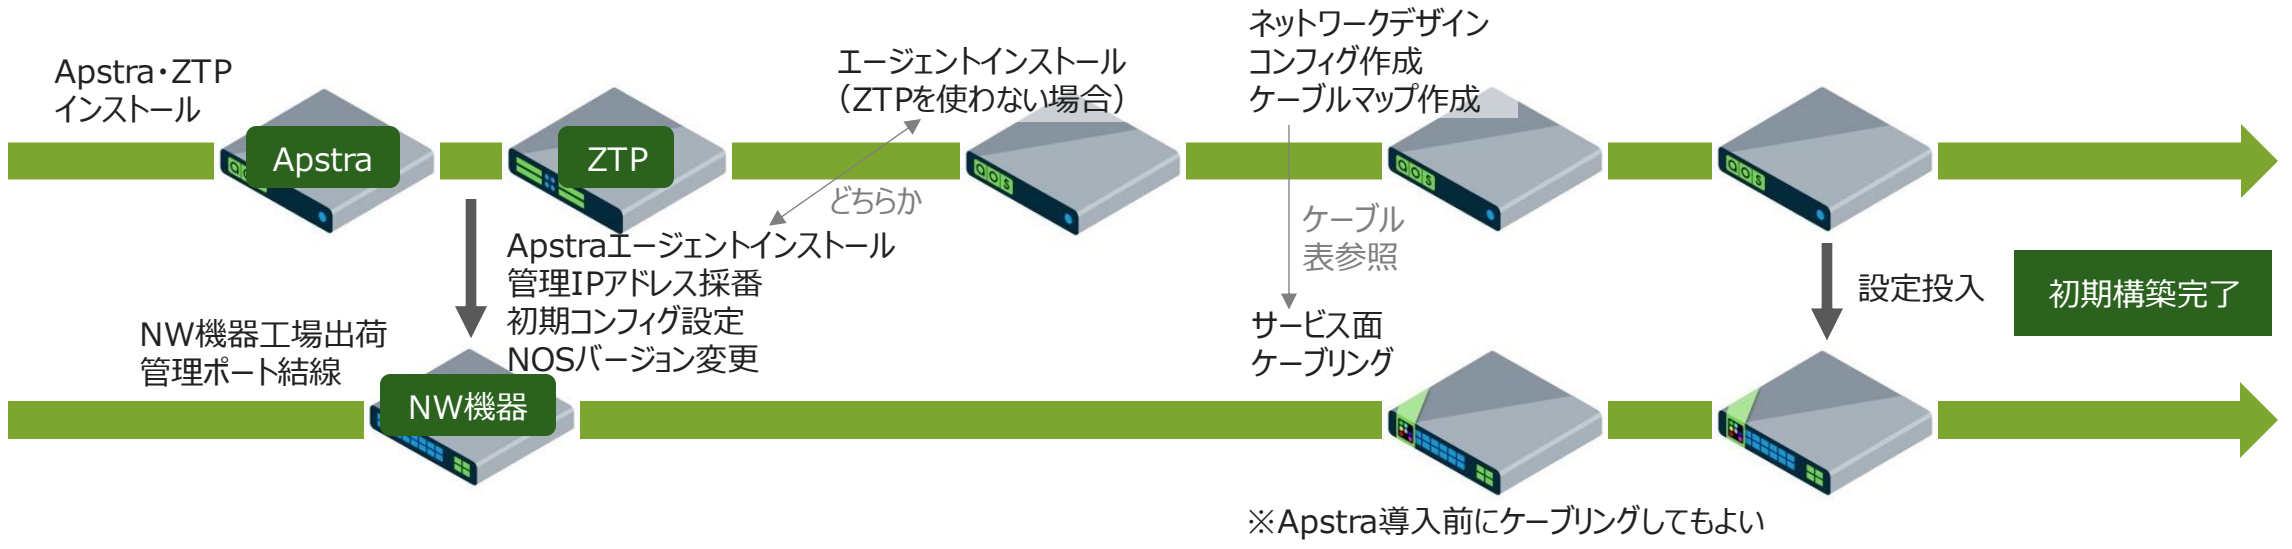 Apstra・ZTP
インストール
Apstra
ZTP
エージェントインストール
（ZTPを使わない場合）
ネットワークデザイン
コンフィグ作成
ケーブルマップ作成
aos
aos
aos
どちらか
Apstraエージェントインストール
管理IPアドレス採番
初期コンフィグ設定
NOSバージョン変更
ケーブル
表参照
設定投入
初期構築完了
NW機器工場出荷
管理ポート結線
NW機器
サービス面
ケーブリング
※Apstra導入前にケーブリングしてもよい